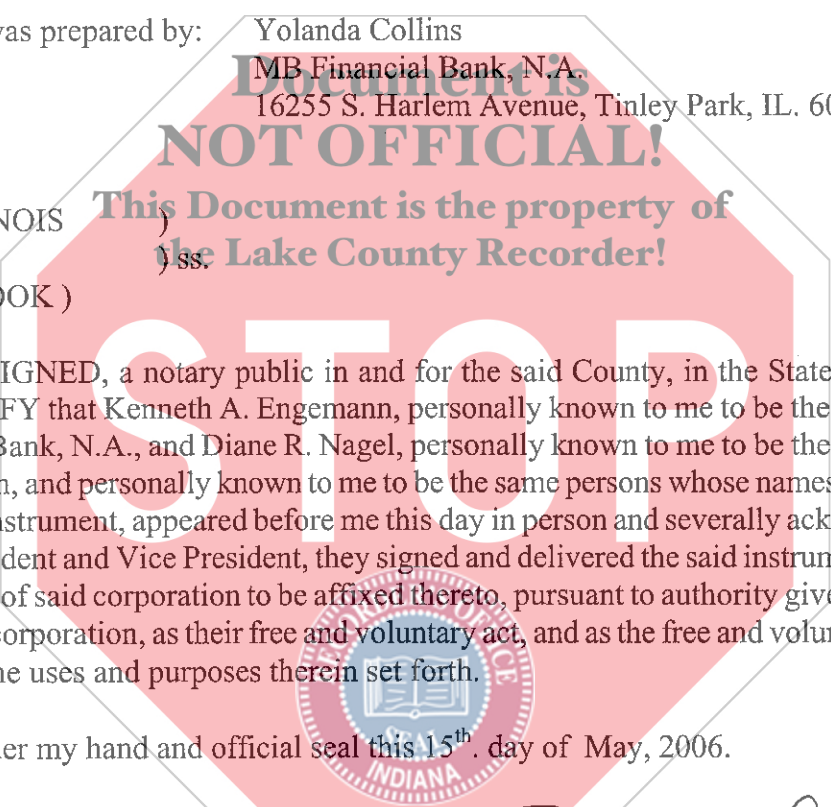 was prepared by: Yolanda Collins
MB Financial Bank, N.A.
Document is
16255 S. Harlem Avenue, Tinley Park, IL. 60
NOT OFFICIAL!
This Document is the property of
NOIS )
the Lake County Recorder!
) ss.
OOK )
STOP
IGNED, a notary public in and for the said County, in the State
FY that Kenneth A. Engemann, personally known to me to be the
Bank, N.A., and Diane R. Nagel, personally known to me to be the
n, and personally known to me to be the same persons whose names
nstrument, appeared before me this day in person and severally ack
dent and Vice President, they signed and delivered the said instrum
of said corporation to be affixed thereto, pursuant to authority give
corporation, as their free and voluntary act, and as the free and volun
ne uses and purposes therein set forth.
RECORDER'S OFFICE
SEAL
INDIANA
er my hand and official seal this 15th. day of May, 2006.